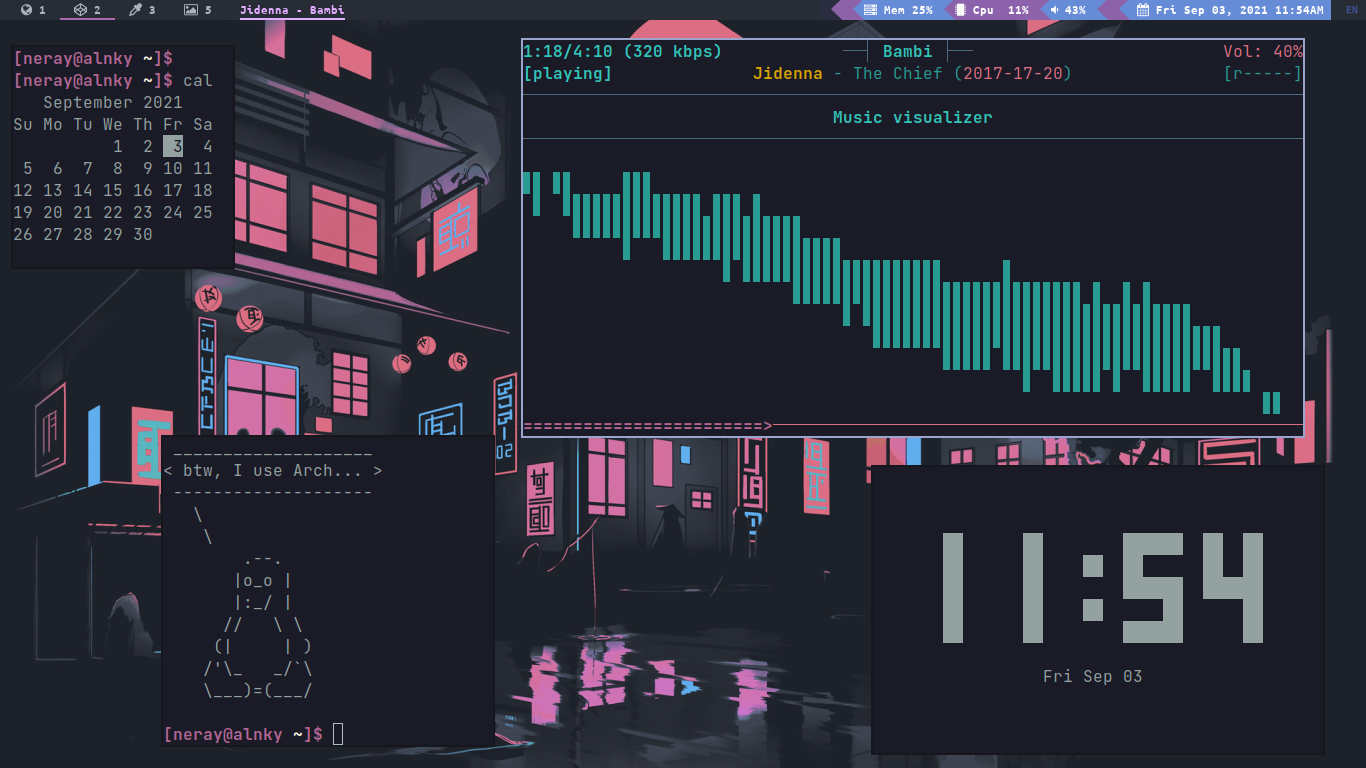 1 2 3 5 Jidenna - Bambi
Mem 25% Cpu 11% 43% Fri Sep 03, 2021 11:54AM EN
[neray@alnky ~]$
[neray@alnky ~]$ cal
September 2021
Su Mo Tu We Th Fr Sa
1 2 3 4
5 6 7 8 9 10 11
12 13 14 15 16 17 18
19 20 21 22 23 24 25
26 27 28 29 30
1:18/4:10 (320 kbps) Bambi Vol: 40%
[playing] Jidenna - The Chief (2017-17-20) [r-----]
Music visualizer
====================>
____________________
< btw, I use Arch... >
--------------------
\
\
.--.
|o_o |
|:_/ |
//   \ \
(|     | )
/'\_   _/`\
\___)=(___/
[neray@alnky ~]$
11:54
Fri Sep 03